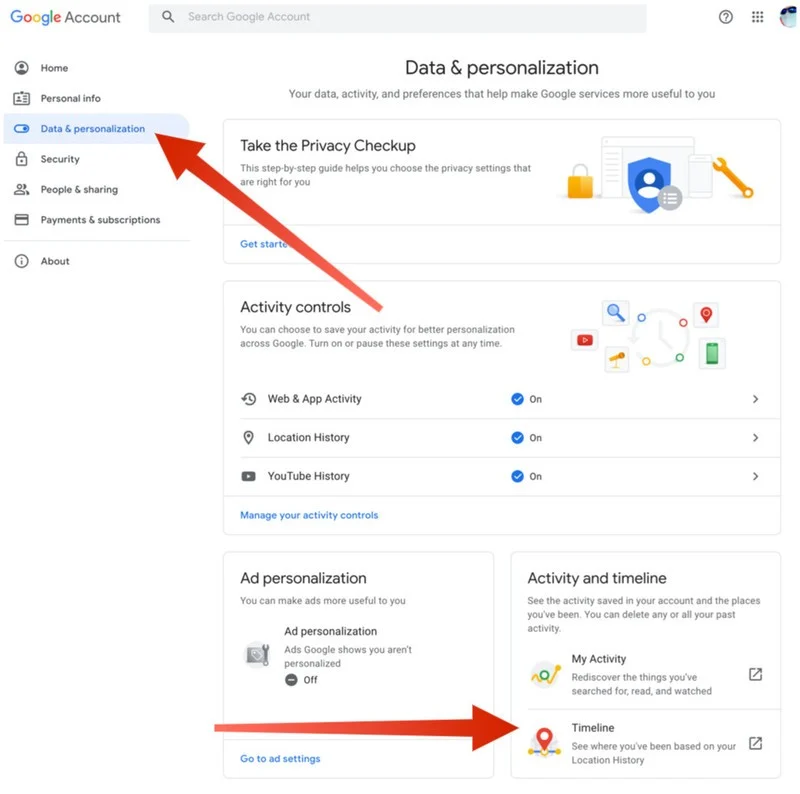 Google Account
Search Google Account
Home
Personal info
Data & personalization
Security
People & sharing
Payments & subscriptions
About
Data & personalization
Your data, activity, and preferences that help make Google services more useful to you
Take the Privacy Checkup
This step-by-step guide helps you choose the privacy settings that
are right for you
Get starte
Activity controls
You can choose to save your activity for better personalization
across Google. Turn on or pause these settings at any time.
Web & App Activity On
Location History On
YouTube History On
Manage your activity controls
Ad personalization
You can make ads more useful to you
Ad personalization
Ads Google shows you aren't
personalized
Off
Go to ad settings
Activity and timeline
See the activity saved in your account and the places
you've been. You can delete any or all your past
activity.
My Activity
Rediscover the things you've
searched for, read, and watched
Timeline
See where you've been based on your
Location History